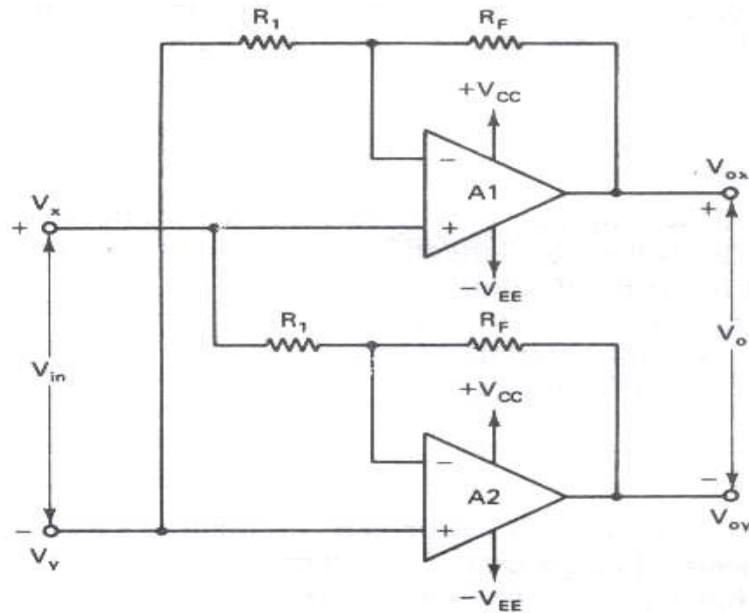 R1 RF
+VCC
−
A1
Vox
+
+ Vx
+
−VEE
R1 RF
Vin
Vo
+VCC
−
A2
−
− Vy
+
Voy
−VEE